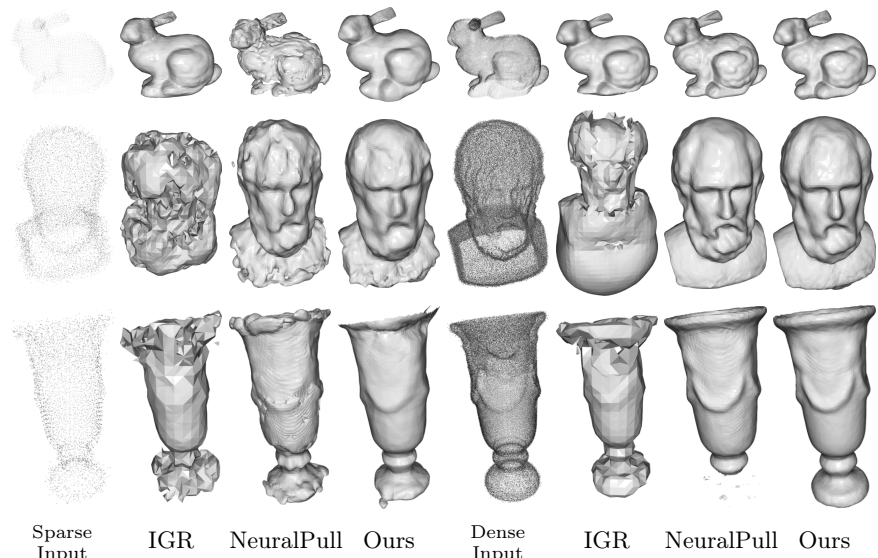 Sparse
Input
IGR
NeuralPull
Ours
Dense
Input
IGR
NeuralPull
Ours